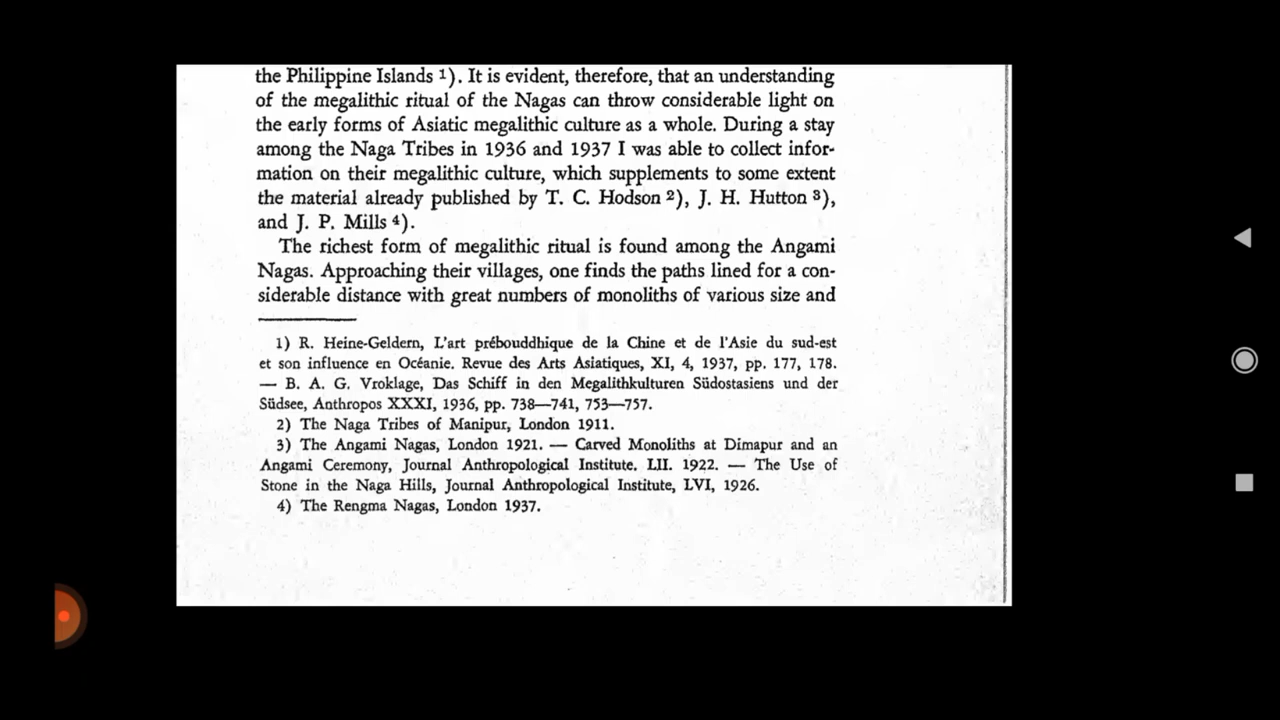 the Philippine Islands 1). It is evident, therefore, that an understanding
of the megalithic ritual of the Nagas can throw considerable light on
the early forms of Asiatic megalithic culture as a whole. During a stay
among the Naga Tribes in 1936 and 1937 I was able to collect infor-
mation on their megalithic culture, which supplements to some extent
the material already published by T. C. Hodson 2), J. H. Hutton 3),
and J. P. Mills 4).
The richest form of megalithic ritual is found among the Angami
Nagas. Approaching their villages, one finds the paths lined for a con-
siderable distance with great numbers of monoliths of various size and
1) R. Heine-Geldern, L'art prébouddhique de la Chine et de l'Asie du sud-est
et son influence en Océanie. Revue des Arts Asiatiques, XI, 4, 1937, pp. 177, 178.
— B. A. G. Vroklage, Das Schiff in den Megalithkulturen Südostasiens und der
Südsee, Anthropos XXXI, 1936, pp. 738—741, 753—757.
2) The Naga Tribes of Manipur, London 1911.
3) The Angami Nagas, London 1921. — Carved Monoliths at Dimapur and an
Angami Ceremony, Journal Anthropological Institute. LII. 1922. — The Use of
Stone in the Naga Hills, Journal Anthropological Institute, LVI, 1926.
4) The Rengma Nagas, London 1937.